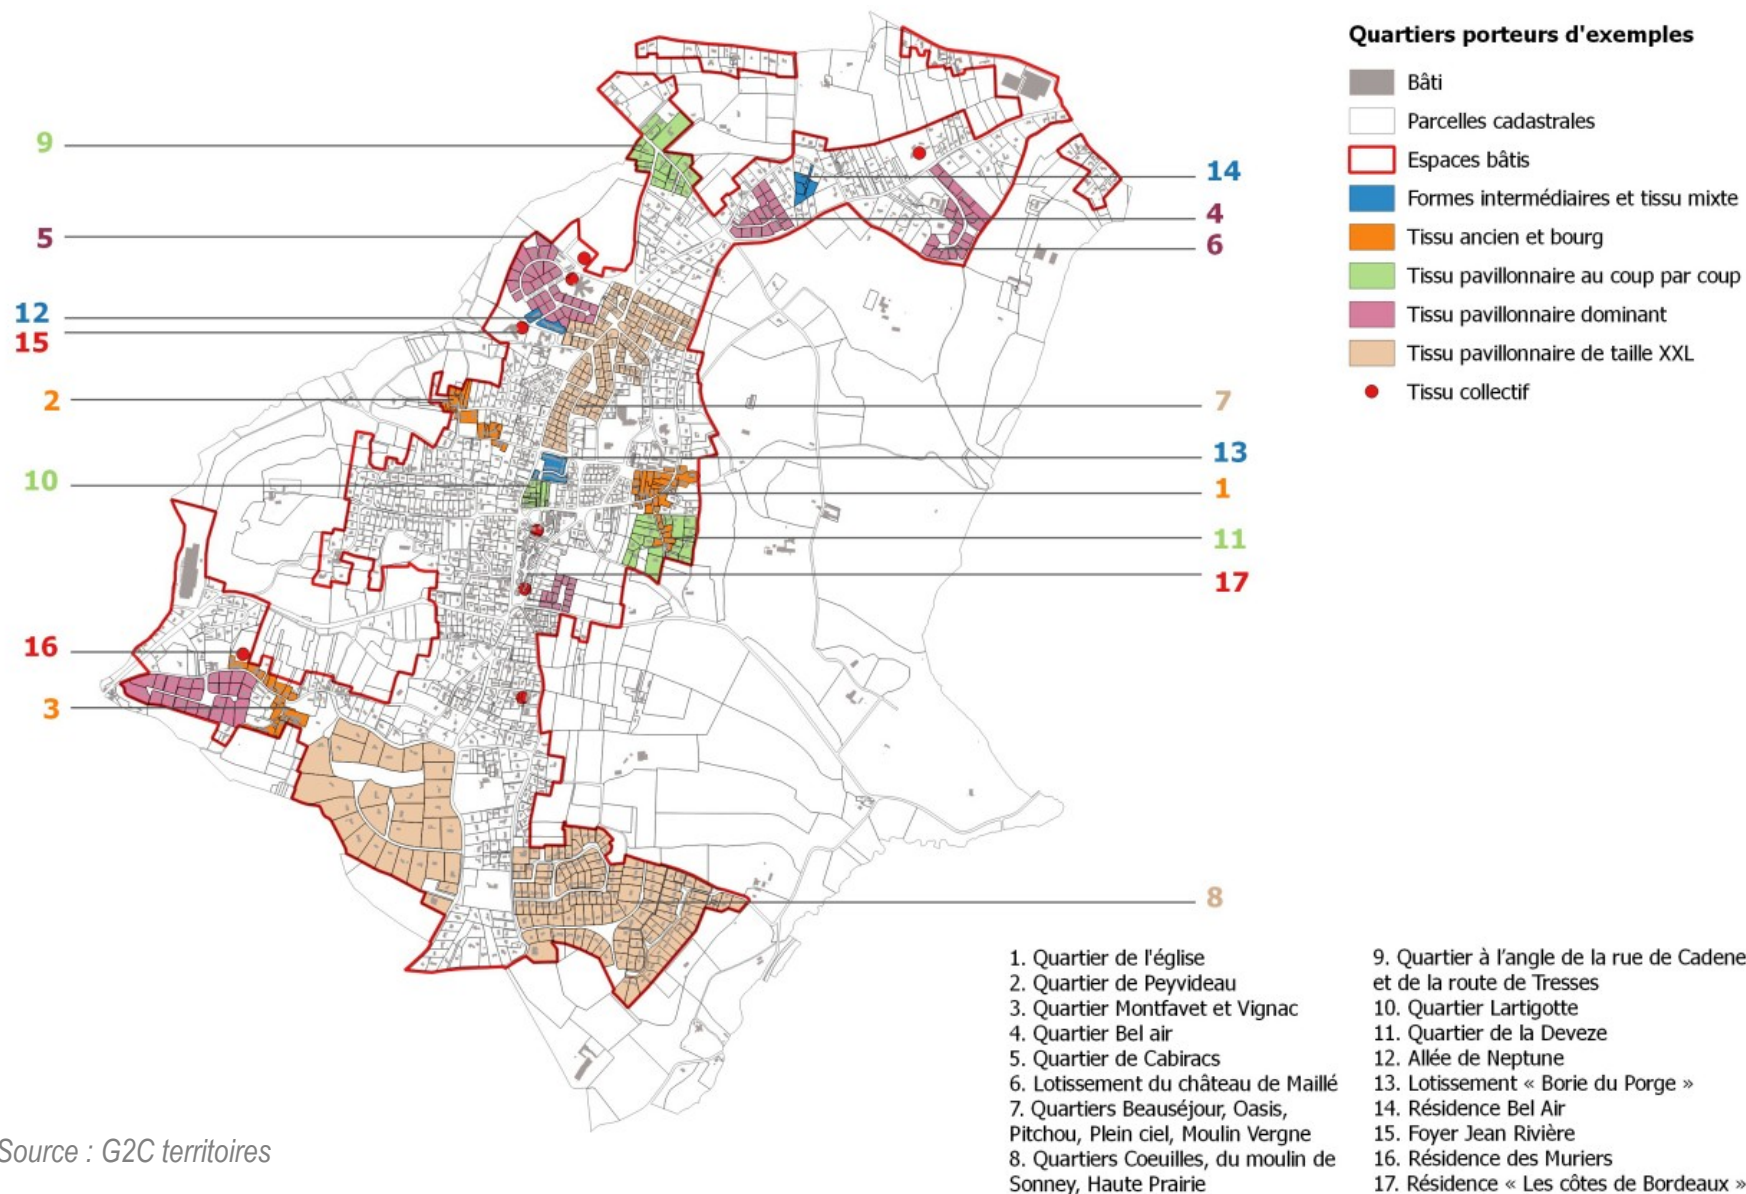 Quartiers porteurs d'exemples
Bâti
Parcelles cadastrales
Espaces bâtis
Formes intermédiaires et tissu mixte
Tissu ancien et bourg
Tissu pavillonnaire au coup par coup
Tissu pavillonnaire dominant
Tissu pavillonnaire de taille XXL
Tissu collectif
9
5
12
15
2
10
16
3
14
4
6
7
13
1
11
17
8
1. Quartier de l'église
2. Quartier de Peyvideau
3. Quartier Montfavet et Vignac
4. Quartier Bel air
5. Quartier de Cabiracs
6. Lotissement du château de Maillé
7. Quartiers Beauséjour, Oasis,
Pitchou, Plein ciel, Moulin Vergne
8. Quartiers Coeuilles, du moulin de
Sonney, Haute Prairie
9. Quartier à l'angle de la rue de Cadene
et de la route de Tresses
10. Quartier Lartigotte
11. Quartier de la Deveze
12. Allée de Neptune
13. Lotissement « Borie du Porge »
14. Résidence Bel Air
15. Foyer Jean Rivière
16. Résidence des Muriers
17. Résidence « Les côtes de Bordeaux »
Source : G2C territoires